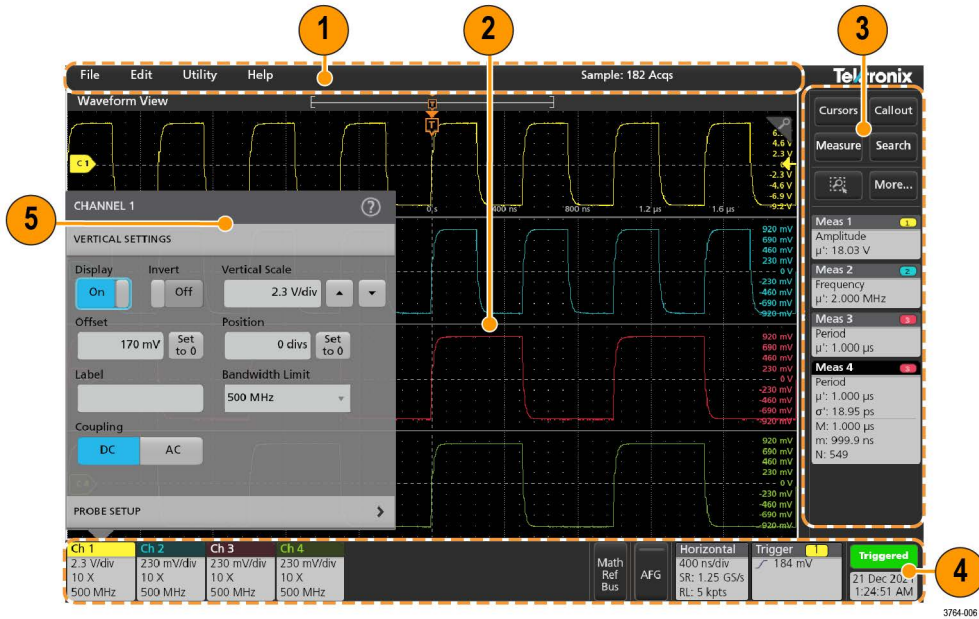 1
2
3
File Edit Utility Help Sample: 182 Acqs
Tektronix
Waveform View
T
T
C 1
4.6 V
2.3 V
-2.3 V
-4.6 V
-6.9 V
-9.2 V
0 s 400 ns 800 ns 1.2 µs 1.6 µs
Cursors Callout
Measure Search
More...
5
CHANNEL 1 ?
VERTICAL SETTINGS
Display Invert Vertical Scale
On Off 2.3 V/div
Offset Position
170 mV Set to 0 0 divs Set to 0
Label Bandwidth Limit
500 MHz
Coupling
DC AC
PROBE SETUP
920 mV
690 mV
460 mV
230 mV
0 V
-230 mV
-460 mV
-690 mV
-920 mV
920 mV
690 mV
460 mV
230 mV
0 V
-230 mV
-460 mV
-690 mV
-920 mV
920 mV
690 mV
460 mV
230 mV
0 V
-230 mV
-460 mV
-690 mV
-920 mV
Meas 1 1
Amplitude
µ': 18.03 V
Meas 2 2
Frequency
µ': 2.000 MHz
Meas 3 3
Period
µ': 1.000 µs
Meas 4 3
Period
µ': 1.000 µs
σ': 18.95 ps
M: 1.000 µs
m: 999.9 ns
N: 549
Ch 1
2.3 V/div
10 X
500 MHz
Ch 2
230 mV/div
10 X
500 MHz
Ch 3
230 mV/div
10 X
500 MHz
Ch 4
230 mV/div
10 X
500 MHz
Math
Ref
Bus
AFG
Horizontal
400 ns/div
SR: 1.25 GS/s
RL: 5 kpts
Trigger 1
184 mV
Triggered
21 Dec 2021
1:24:51 AM
4
3764-006